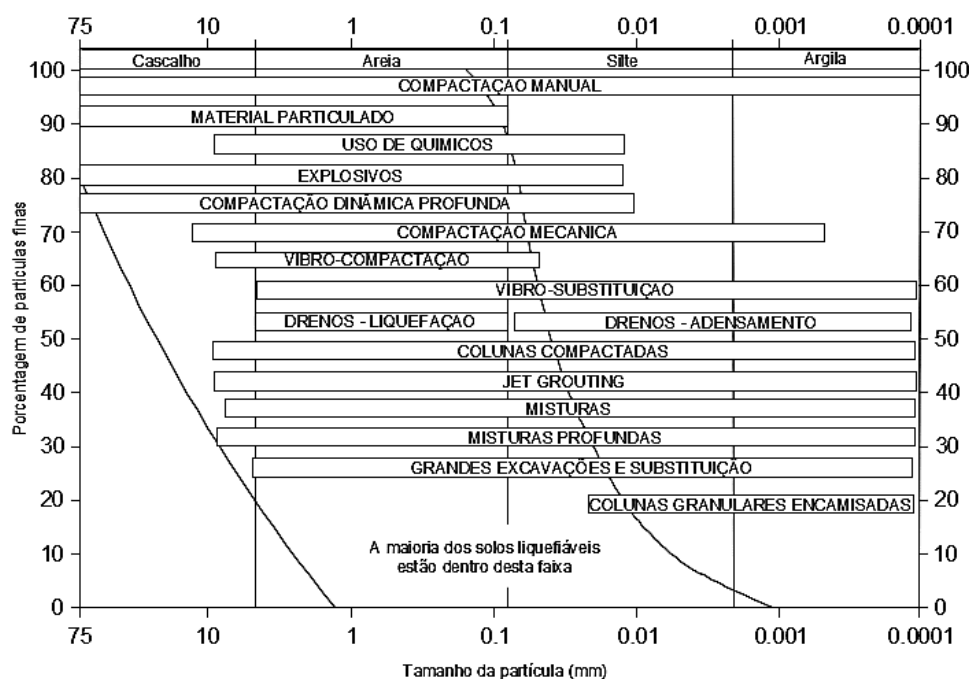 75 10 1 0.1 0.01 0.001 0.0001
Cascalho Areia Silte Argila
100 100
COMPACTAÇÃO MANUAL
90 MATERIAL PARTICULADO 90
USO DE QUIMICOS
80 EXPLOSIVOS 80
COMPACTAÇÃO DINÂMICA PROFUNDA
70 COMPACTAÇAO MECANICA 70
VIBRO-COMPACTAÇAO
60 VIBRO-SUBSTITUIÇAO 60
DRENOS - LIQUEFAÇAO DRENOS - ADENSAMENTO
50 50
COLUNAS COMPACTADAS
40 JET GROUTING 40
MISTURAS
30 MISTURAS PROFUNDAS 30
GRANDES EXCAVAÇÕES E SUBSTITUIÇÃO
20 COLUNAS GRANULARES ENCAMISADAS 20
10 A maioria dos solos liquefiáveis 10
estão dentro desta faixa
0 0
75 10 1 0.1 0.01 0.001 0.0001
Tamanho da partícula (mm)
Porcentagem de particulas finas